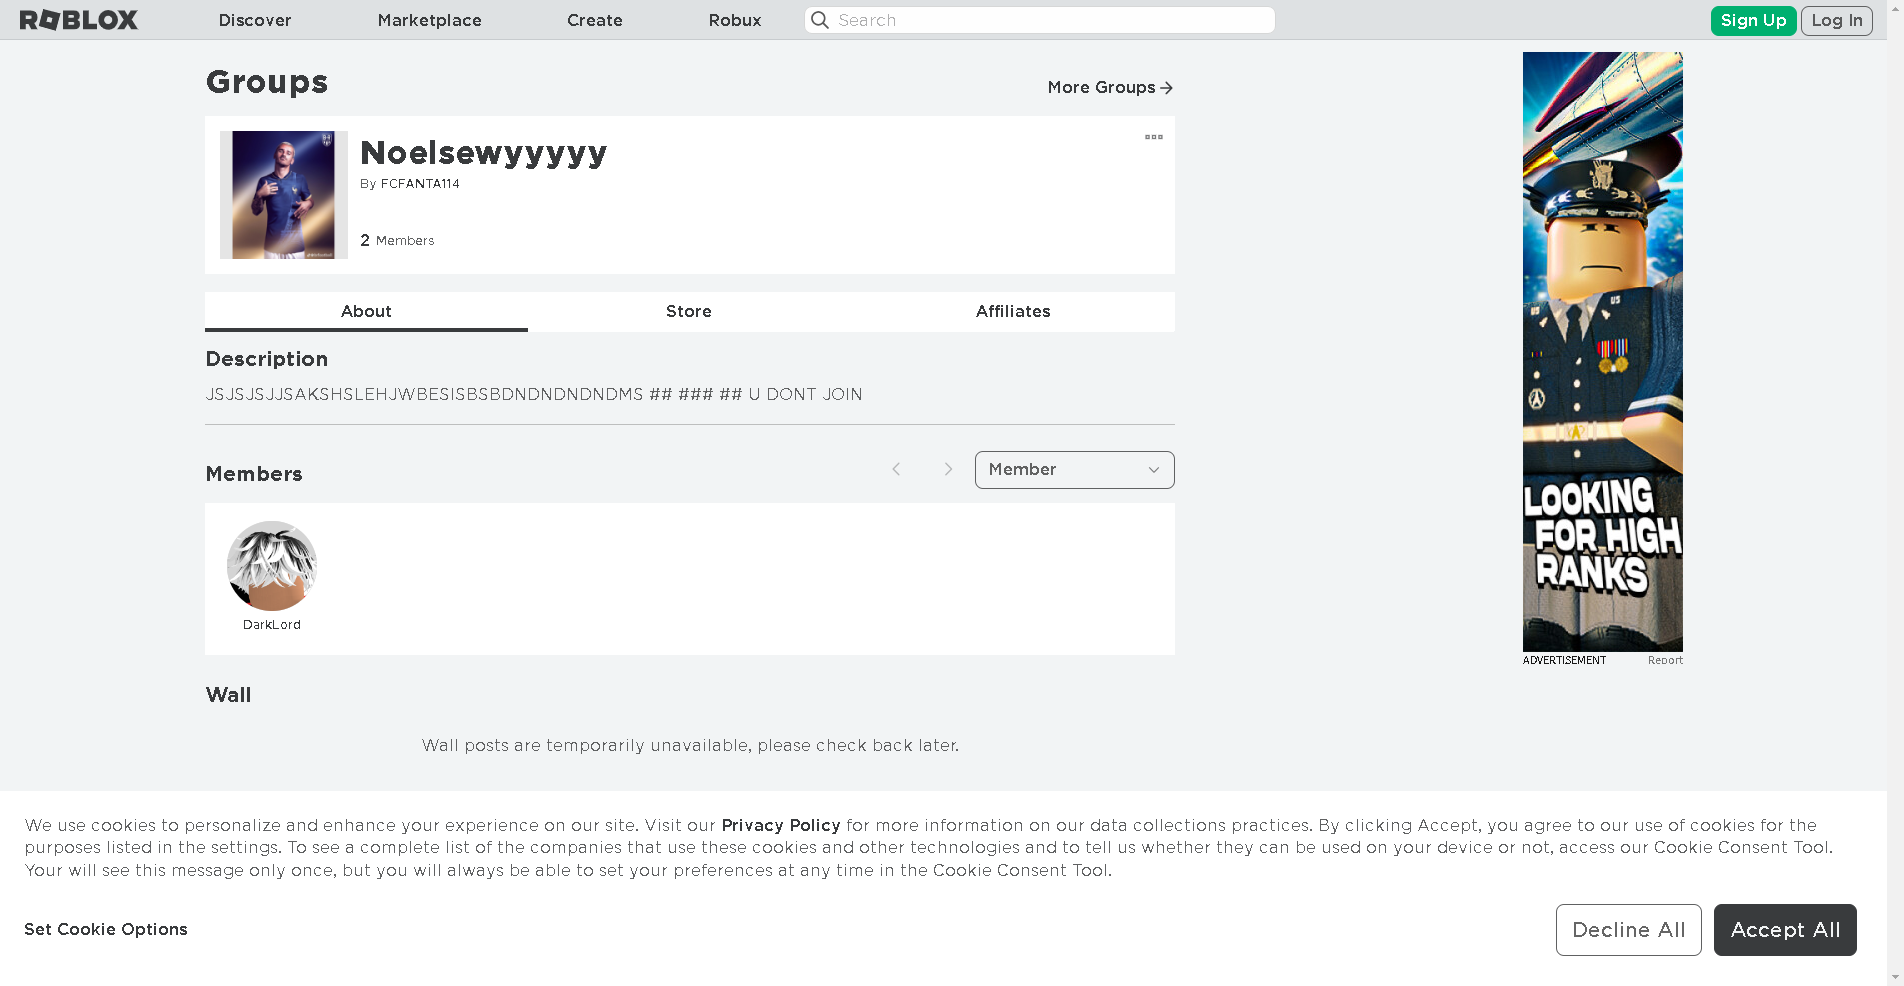 ROBLOX Discover Marketplace Create Robux Search Sign Up Log In
Groups
More Groups
Noelsewyyyyy
By FCFANTA114
2 Members
About Store Affiliates
Description
JSJSJSJJSAKSHSLEHJWBESISBSBDNDNDNDNDMS ## ### ## U DONT JOIN
Members
Member
DarkLord
Wall
Wall posts are temporarily unavailable, please check back later.
US
US
LOOKING
FOR HIGH
RANKS
ADVERTISEMENT Report
We use cookies to personalize and enhance your experience on our site. Visit our Privacy Policy for more information on our data collections practices. By clicking Accept, you agree to our use of cookies for the
purposes listed in the settings. To see a complete list of the companies that use these cookies and other technologies and to tell us whether they can be used on your device or not, access our Cookie Consent Tool.
Your will see this message only once, but you will always be able to set your preferences at any time in the Cookie Consent Tool.
Set Cookie Options
Decline All Accept All